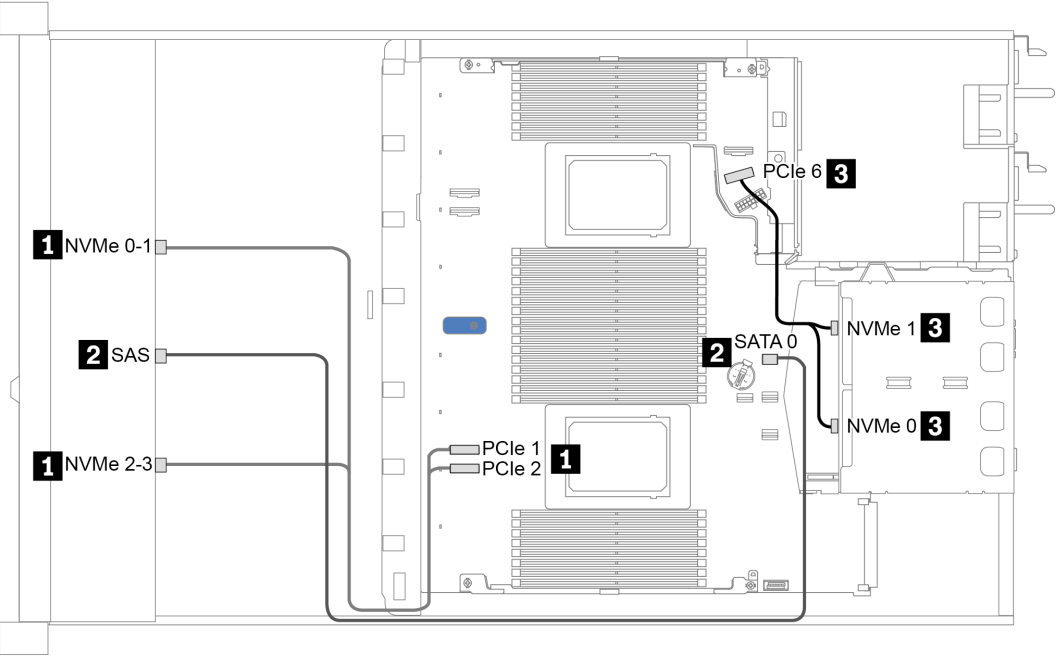 PCIe 6 3
1 NVMe 0-1
NVMe 1 3
2 SAS
2 SATA 0
NVMe 0 3
1 NVMe 2-3
PCIe 1
PCIe 2
1